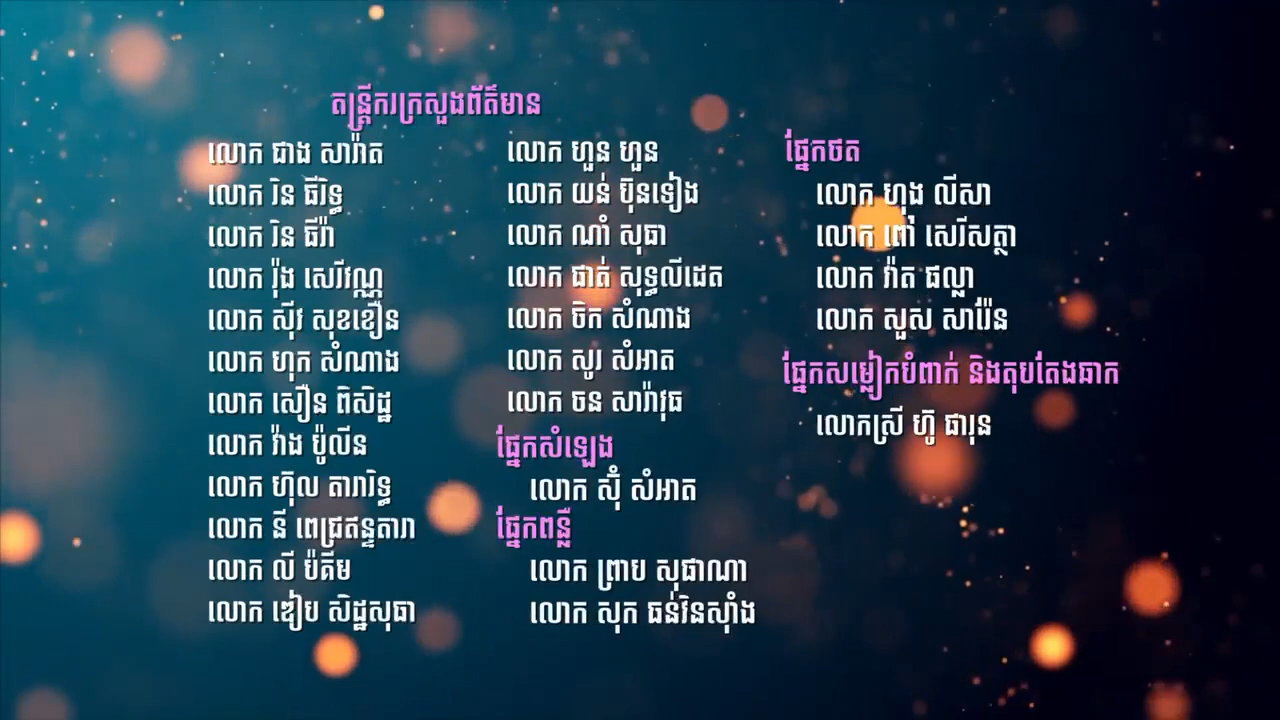 តន្ត្រីករក្រសួងព័ត៌មាន
លោក ជាង សារ៉ាត
លោក រិន ធីរិទ្ធ
លោក រិន ធីរ៉ា
លោក រ៉ុង សេរីវណ្ណ
លោក ស៊ីវ សុខខឿន
លោក ហុក សំណាង
លោក សឿន ពិសិដ្ឋ
លោក វ៉ាង ប៉ូលីន
លោក ហ៊ុល តារារិទ្ធ
លោក នី ពេជ្រឥន្ទតារា
លោក លី ប៉គីម
លោក ឌៀប សិដ្ឋសុធា
លោក ហួន ហួន
លោក យន់ ប៊ុនទៀង
លោក ណាំ សុធា
លោក ផាត់ សុទ្ធលីដេត
លោក ចិក សំណាង
លោក សូរ សំអាត
លោក ចន សារ៉ាវុធ
ផ្នែកសំឡេង
លោក ស៊ុំ សំអាត
ផ្នែកពន្លឺ
លោក ព្រាប សុផាណា
លោក សុក ធន់វិនស៊ាំង
ផ្នែកថត
លោក ហុង លីសា
លោក ពៅ សេរីសត្ថា
លោក វ៉ាត ផល្លា
លោក សួស សារ៉ែន
ផ្នែកសម្លៀកបំពាក់ និងតុបតែងឆាក
លោកស្រី ហ៊ូ ផារុន